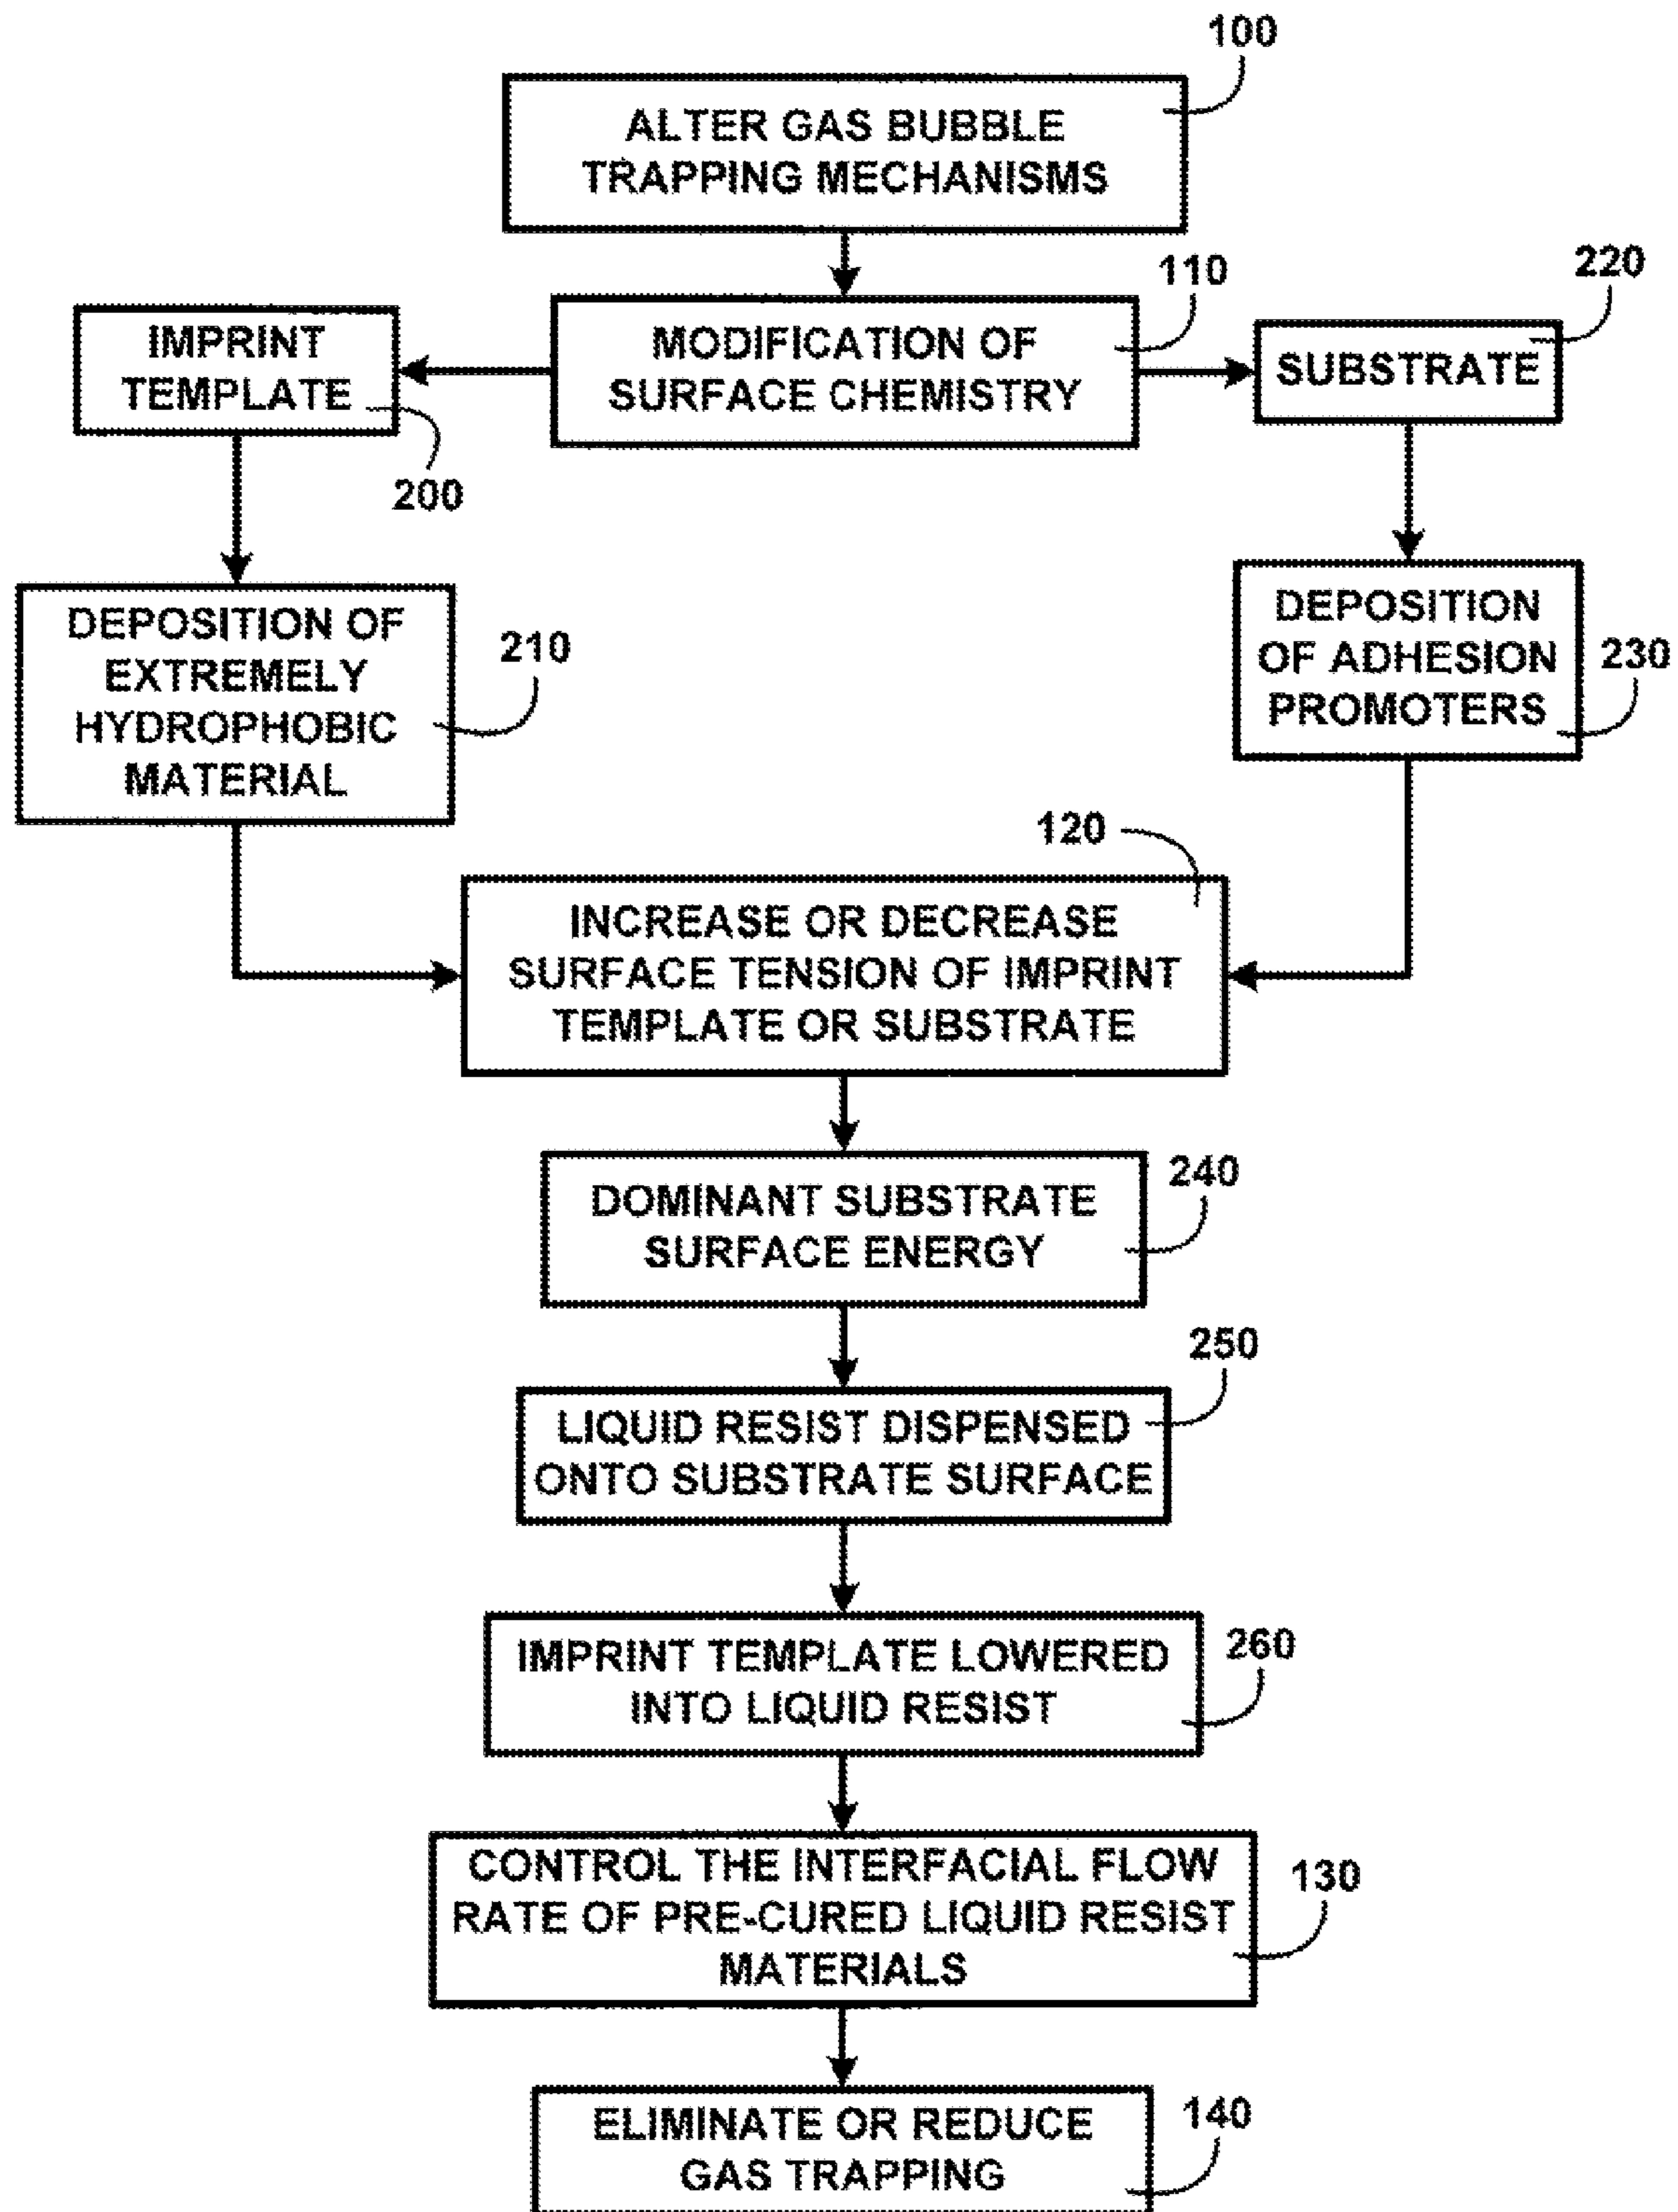 100
ALTER GAS BUBBLE
TRAPPING MECHANISMS
110
MODIFICATION OF
SURFACE CHEMISTRY
IMPRINT
TEMPLATE
200
220
SUBSTRATE
DEPOSITION OF
EXTREMELY
HYDROPHOBIC
MATERIAL
210
DEPOSITION
OF ADHESION
PROMOTERS
230
120
INCREASE OR DECREASE
SURFACE TENSION OF IMPRINT
TEMPLATE OR SUBSTRATE
DOMINANT SUBSTRATE
SURFACE ENERGY
240
250
LIQUID RESIST DISPENSED
ONTO SUBSTRATE SURFACE
IMPRINT TEMPLATE LOWERED
INTO LIQUID RESIST
260
CONTROL THE INTERFACIAL FLOW
RATE OF PRE-CURED LIQUID RESIST
MATERIALS
130
ELIMINATE OR REDUCE
GAS TRAPPING
140